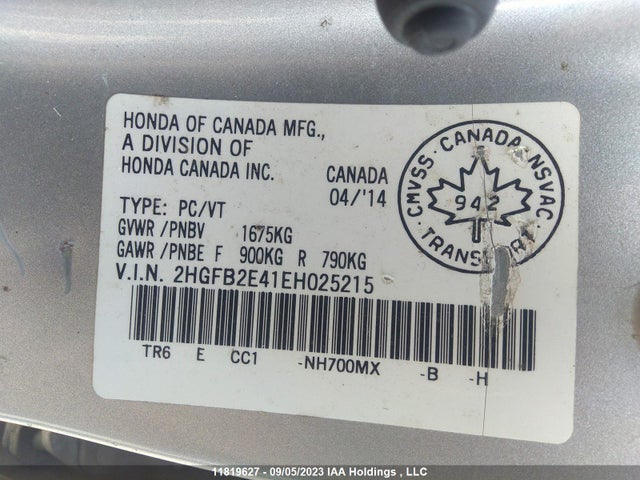 HONDA OF CANADA MFG.,
A DIVISION OF
HONDA CANADA INC.
CANADA
04/'14
TYPE: PC/VT
GVWR/PNBV 1675KG
GAWR/PNBE F 900KG R 790KG
V.I.N. 2HGFB2E41EH025215
TR6 E CC1 -NH700MX -B -H
CMVSS · CANADA · NSVAC
942
11819627 - 09/05/2023 IAA Holdings , LLC